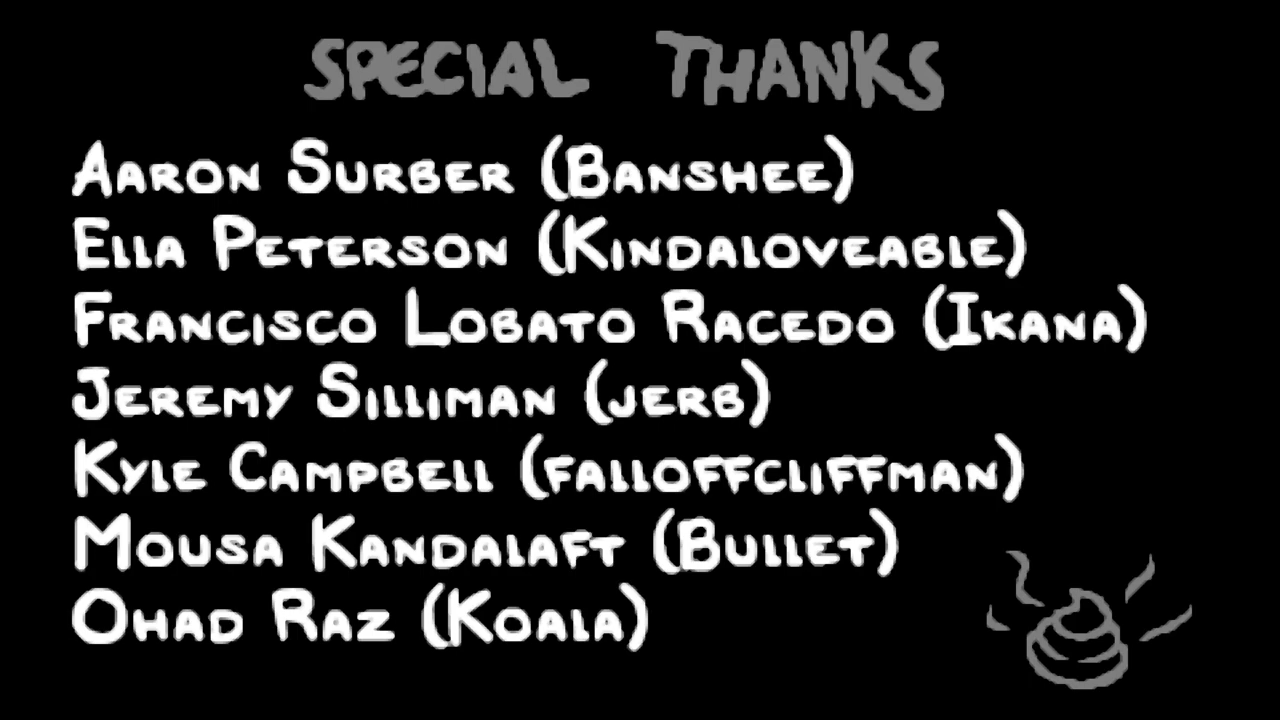 SPECIAL THANKS
Aaron Surber (Banshee)
Ella Peterson (Kindaloveable)
Francisco Lobato Racedo (Ikana)
Jeremy Silliman (jerb)
Kyle Campbell (falloffcliffman)
Mousa Kandalaft (Bullet)
Ohad Raz (Koala)